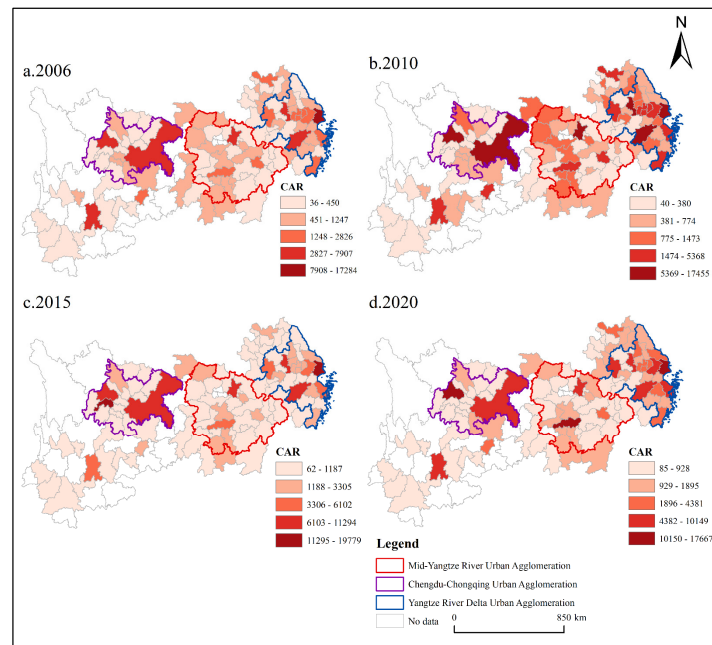 N
a.2006
CAR
36 - 450
451 - 1247
1248 - 2826
2827 - 7907
7908 - 17284
b.2010
CAR
40 - 380
381 - 774
775 - 1473
1474 - 5368
5369 - 17455
c.2015
CAR
62 - 1187
1188 - 3305
3306 - 6102
6103 - 11294
11295 - 19779
d.2020
CAR
85 - 928
929 - 1895
1896 - 4381
4382 - 10149
10150 - 17667
Legend
Mid-Yangtze River Urban Agglomeration
Chengdu-Chongqing Urban Agglomeration
Yangtze River Delta Urban Agglomeration
No data
0 850 km